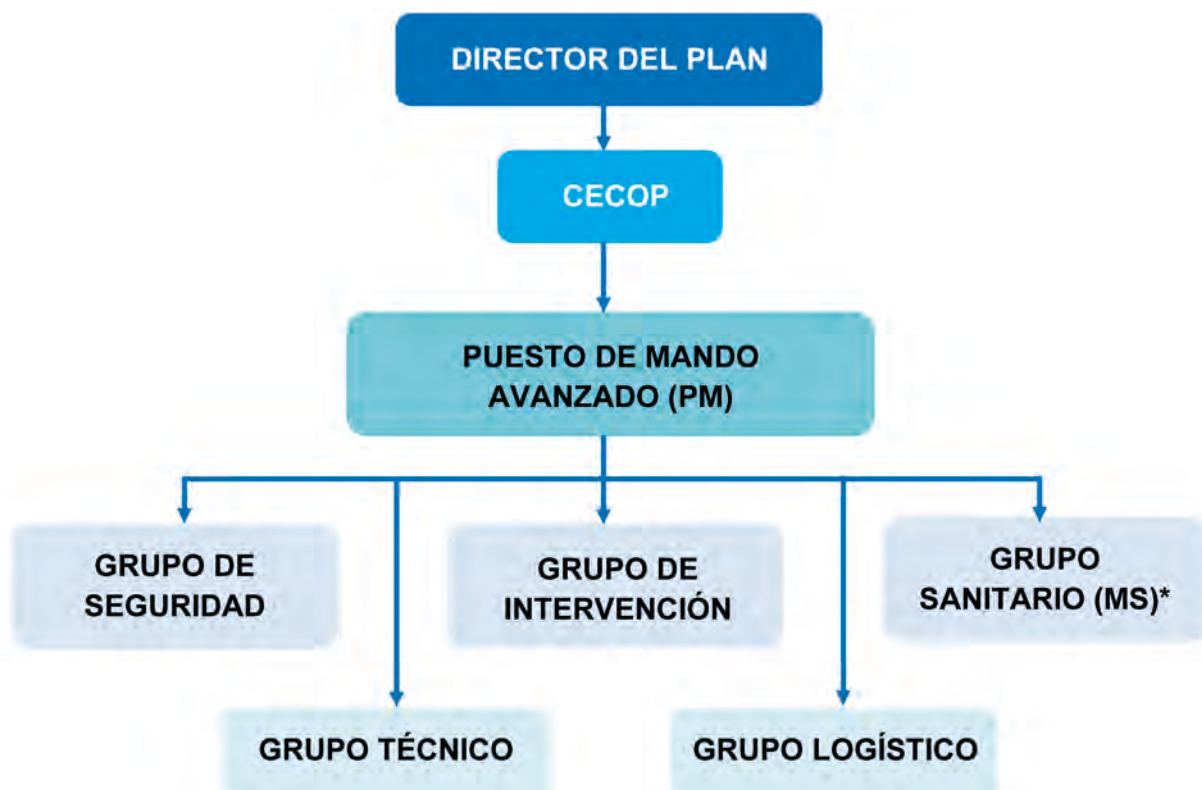 DIRECTOR DEL PLAN
CECOP
PUESTO DE MANDO
AVANZADO (PM)
GRUPO DE
SEGURIDAD
GRUPO DE
INTERVENCIÓN
GRUPO
SANITARIO (MS)*
GRUPO TÉCNICO
GRUPO LOGÍSTICO